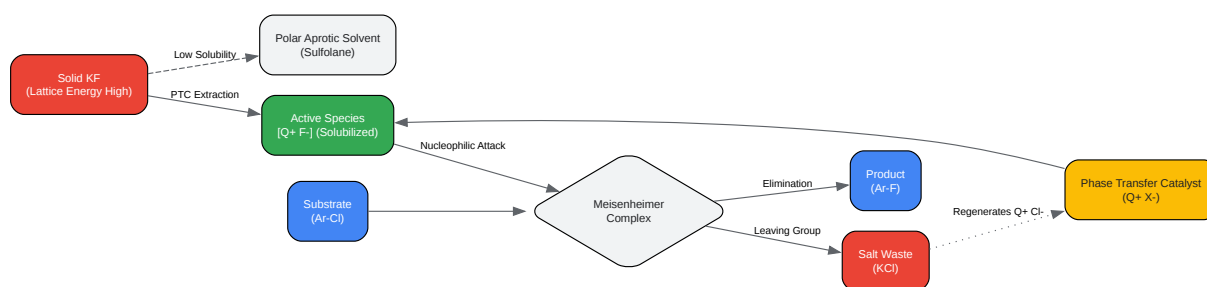 Polar Aprotic Solvent
(Sulfolane)
Low Solubility
Solid KF
(Lattice Energy High)
PTC Extraction
Active Species
[Q+ F-] (Solubilized)
Nucleophilic Attack
Substrate
(Ar-Cl)
Meisenheimer
Complex
Elimination
Product
(Ar-F)
Leaving Group
Salt Waste
(KCl)
Regenerates Q+ Cl-
Phase Transfer Catalyst
(Q+ X-)